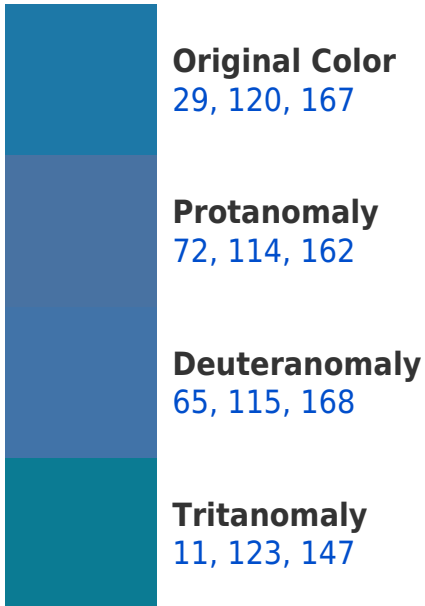 Original Color
29, 120, 167
Protanomaly
72, 114, 162
Deuteranomaly
65, 115, 168
Tritanomaly
11, 123, 147